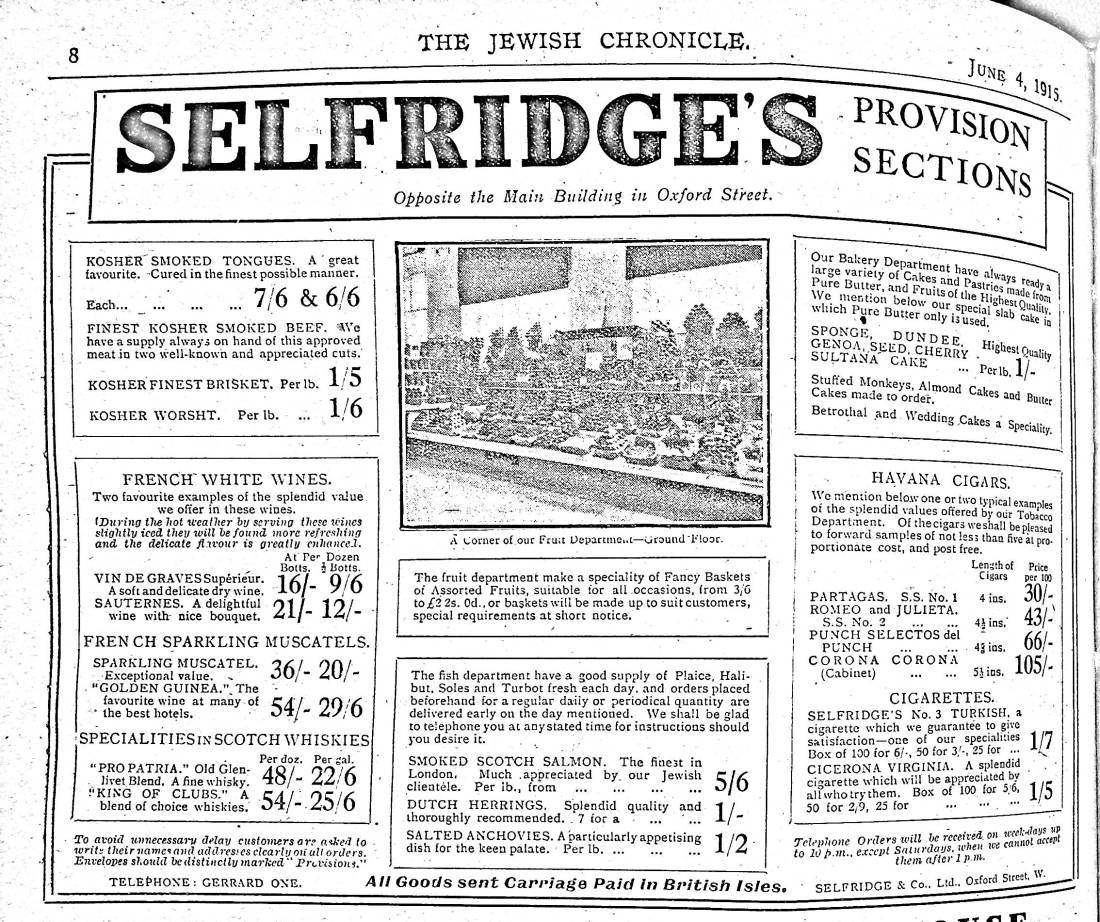 8
THE JEWISH CHRONICLE.
JUNE 4, 1915.
SELFRIDGE'S
PROVISION
SECTIONS
Opposite the Main Building in Oxford Street.
KOSHER SMOKED TONGUES. A great
favourite. Cured in the finest possible manner.
Each... ... ... ... 7/6 & 6/6
FINEST KOSHER SMOKED BEEF. We
have a supply always on hand of this approved
meat in two well-known and appreciated cuts.
KOSHER FINEST BRISKET. Per lb. 1/5
KOSHER WORSHT. Per lb. ... 1/6
FRENCH WHITE WINES.
Two favourite examples of the splendid value
we offer in these wines.
(During the hot weather by serving these wines
slightly iced they will be found more refreshing
and the delicate flavour is greatly enhanced.
At Per Dozen
Botts. ½ Botts.
VIN DE GRAVES Supérieur. 16/- 9/6
A soft and delicate dry wine.
SAUTERNES. A delightful 21/- 12/-
wine with nice bouquet.
FRENCH SPARKLING MUSCATELS.
SPARKLING MUSCATEL. 36/- 20/-
Exceptional value.
"GOLDEN GUINEA." The
favourite wine at many of 54/- 29/6
the best hotels.
SPECIALITIES IN SCOTCH WHISKIES
Per doz. Per gal.
"PRO PATRIA." Old Glen- 48/- 22/6
livet Blend. A fine whisky.
"KING OF CLUBS." A 54/- 25/6
blend of choice whiskies.
To avoid unnecessary delay customers are asked to
write their names and addresses clearly on all orders.
Envelopes should be distinctly marked "Provisions."
TELEPHONE: GERRARD ONE.
A Corner of our Fruit Department—Ground Floor.
The fruit department make a speciality of Fancy Baskets
of Assorted Fruits, suitable for all occasions, from 3/6
to £2 2s. 0d., or baskets will be made up to suit customers,
special requirements at short notice.
The fish department have a good supply of Plaice, Hali-
but, Soles and Turbot fresh each day, and orders placed
beforehand for a regular daily or periodical quantity are
delivered early on the day mentioned. We shall be glad
to telephone you at any stated time for instructions should
you desire it.
SMOKED SCOTCH SALMON. The finest in
London. Much appreciated by our Jewish
clientéle. Per lb., from ... ... ... ... 5/6
DUTCH HERRINGS. Splendid quality and
thoroughly recommended. 7 for a ... ... 1/-
SALTED ANCHOVIES. A particularly appetising
dish for the keen palate. Per lb. ... ... ... 1/2
All Goods sent Carriage Paid in British Isles.
Our Bakery Department have always ready a
large variety of Cakes and Pastries made from
Pure Butter, and Fruits of the Highest Quality.
We mention below our special slab cake in
which Pure Butter only is used.
SPONGE, DUNDEE, Highest Quality
GENOA, SEED, CHERRY
SULTANA CAKE ... Per lb. 1/-
Stuffed Monkeys, Almond Cakes and Butter
Cakes made to order.
Betrothal and Wedding Cakes a Speciality.
HAVANA CIGARS.
We mention below one or two typical examples
of the splendid values offered by our Tobacco
Department. Of the cigars we shall be pleased
to forward samples of not less than five at pro-
portionate cost, and post free.
Length of Cigars Price per 100
PARTAGAS. S.S. No. 1 4 ins. 30/-
ROMEO and JULIETA.
S.S. No. 2 ... ... 4½ ins. 43/-
PUNCH SELECTOS del
PUNCH ... ... 4¾ ins. 66/-
CORONA CORONA
(Cabinet) ... ... 5½ ins. 105/-
CIGARETTES.
SELFRIDGE'S No. 3 TURKISH, a
cigarette which we guarantee to give
satisfaction—one of our specialities
Box of 100 for 6/-, 50 for 3/-, 25 for ... 1/7
CICERONA VIRGINIA. A splendid
cigarette which will be appreciated by
all who try them. Box of 100 for 5/6,
50 for 2/9, 25 for ... ... ... 1/5
Telephone Orders will be received on week-days up
to 10 p.m., except Saturdays, when we cannot accept
them after 1 p.m.
SELFRIDGE & Co., Ltd., Oxford Street, W.